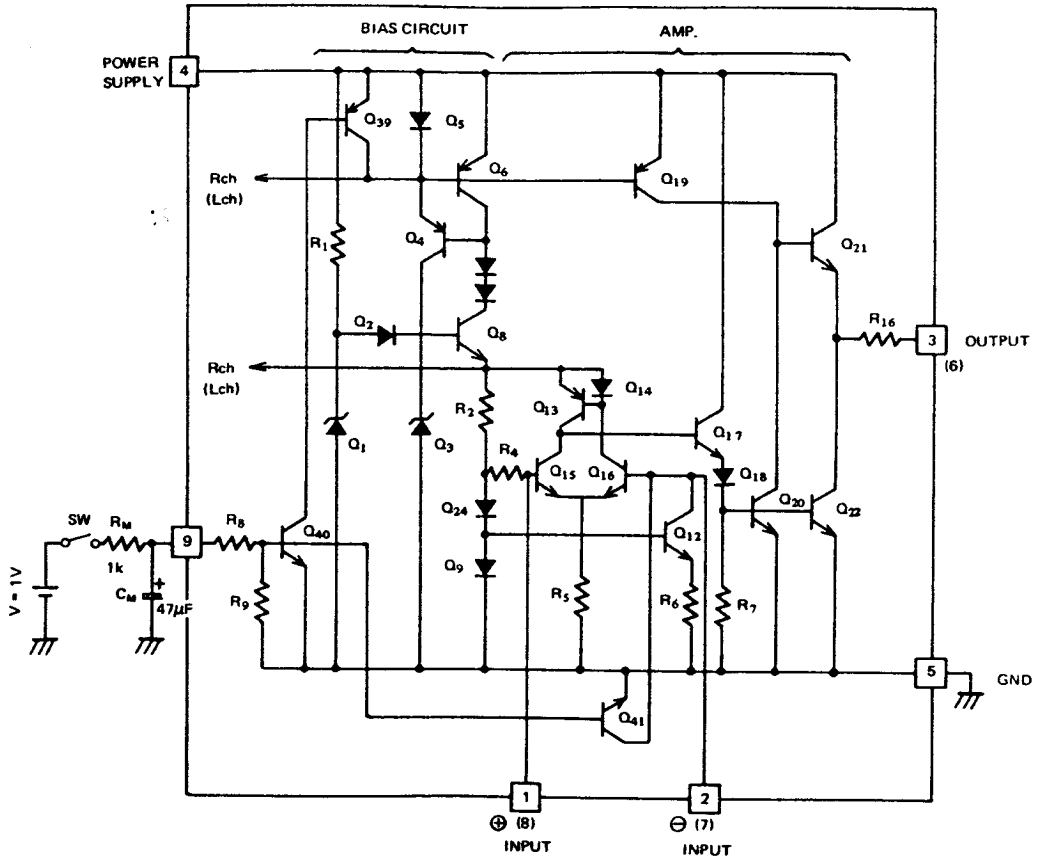 BIAS CIRCUIT
AMP.
POWER
SUPPLY
4
Q39
Q5
Q6
Q19
Rch
(Lch)
Q4
Q21
R1
Q2
Q8
R16
3
OUTPUT
(6)
Rch
(Lch)
Q14
R2
Q13
Q1
Q3
R4
Q17
Q15
Q16
Q18
Q24
Q20
Q22
SW
RM
9
R8
Q40
Q12
1k
Q9
V = 1V
CM
+
47μF
R9
R5
R6
R7
5
GND
Q41
1
2
⊕ (8)
⊖ (7)
INPUT
INPUT